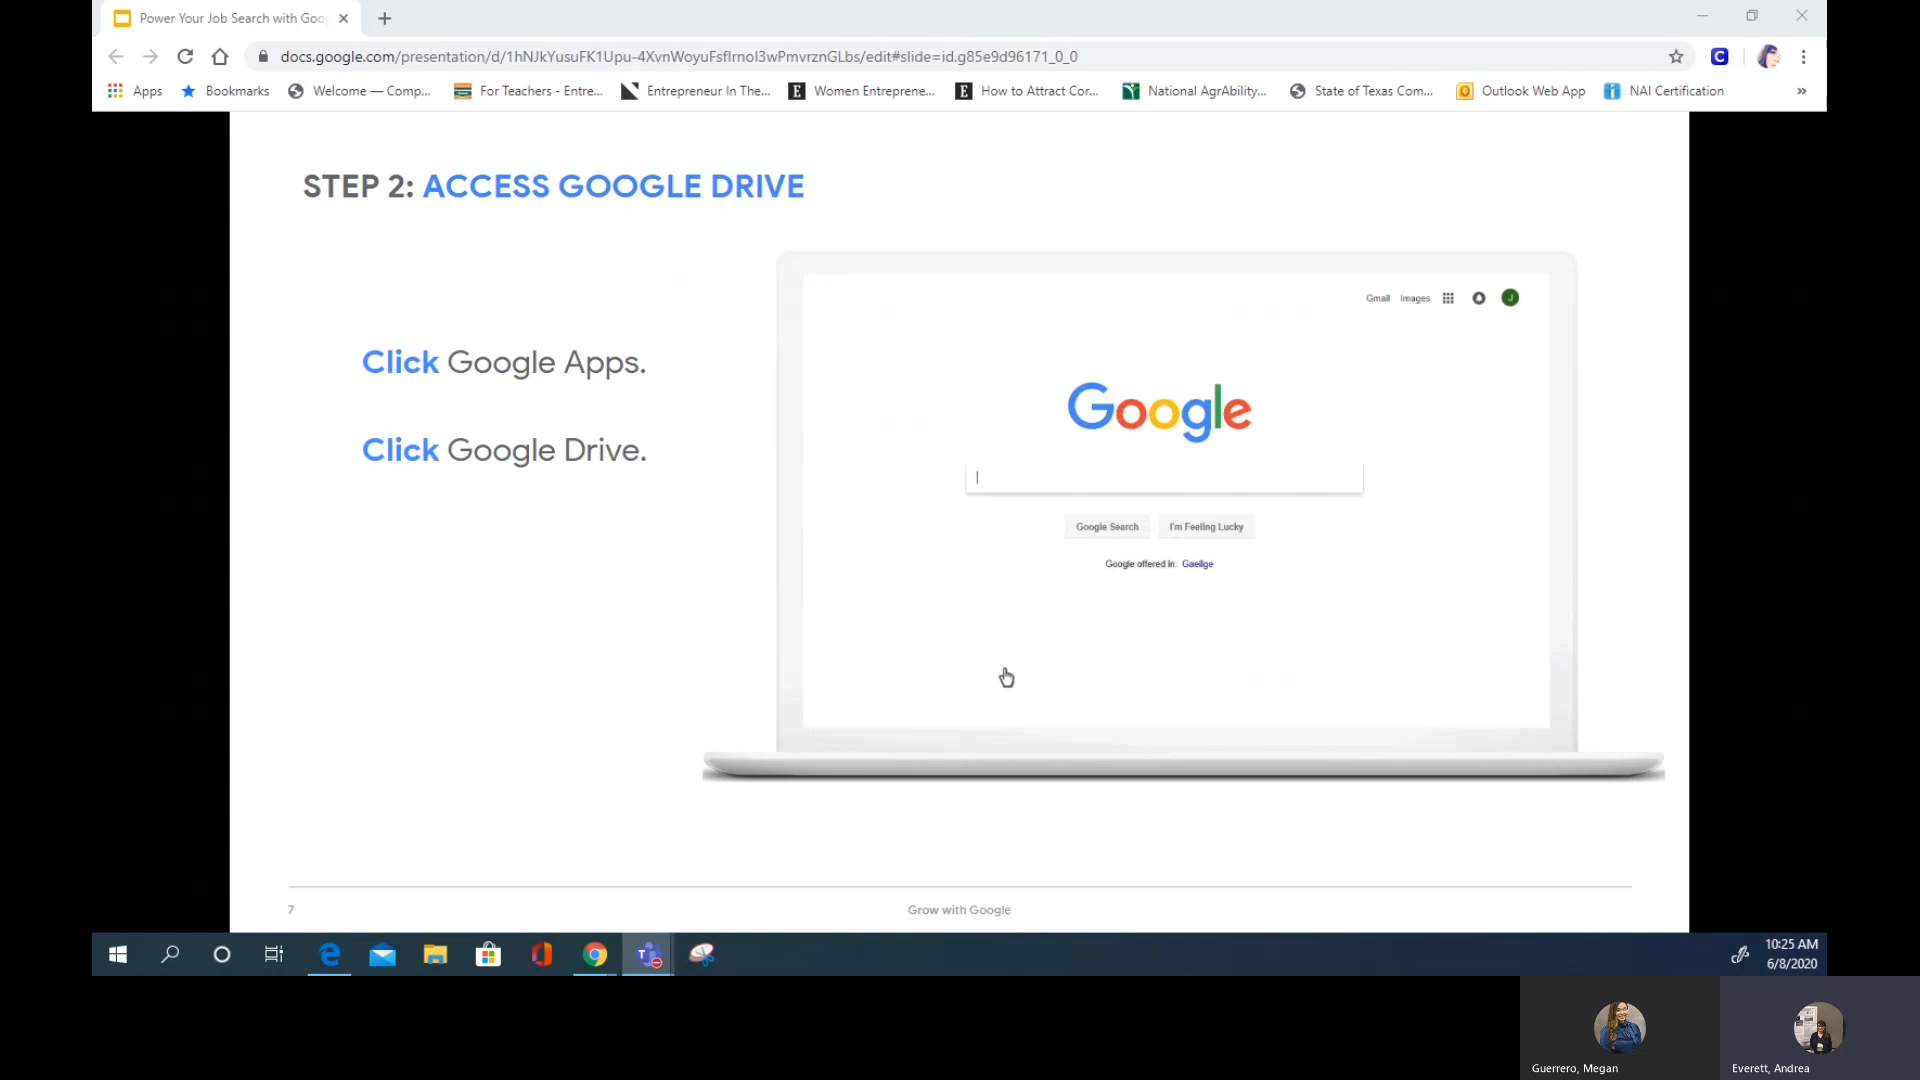 Power Your Job Search with Goo
docs.google.com/presentation/d/1hNJkYusuFK1Upu-4XvnWoyuFsfIrnoI3wPmvrznGLbs/edit#slide=id.g85e9d96171_0_0
Apps Bookmarks Welcome — Comp... For Teachers - Entre... Entrepreneur In The... Women Entreprene... How to Attract Cor... National AgrAbility... State of Texas Com... Outlook Web App NAI Certification »
STEP 2: ACCESS GOOGLE DRIVE
Gmail Images J
Click Google Apps.
Google
Click Google Drive.
Google Search I'm Feeling Lucky
Google offered in: Gaeilge
7 Grow with Google
10:25 AM
6/8/2020
Guerrero, Megan Everett, Andrea